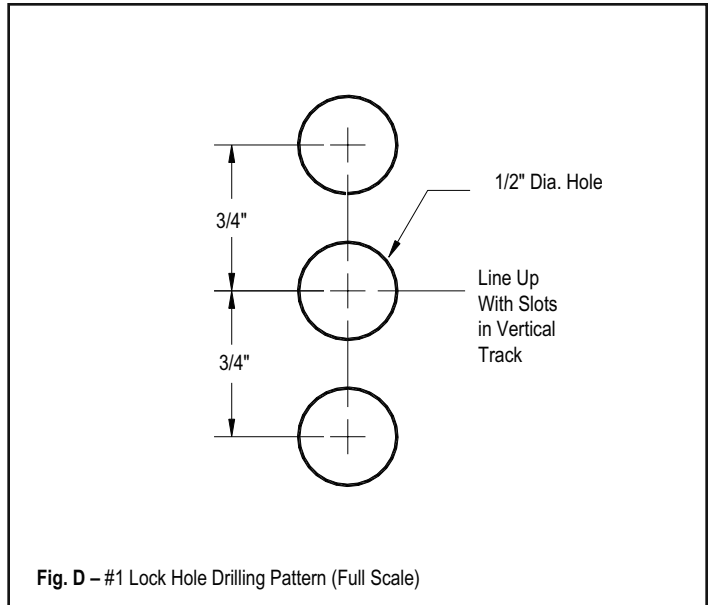 3/4"
1/2" Dia. Hole
3/4"
Line Up
With Slots
in Vertical
Track
Fig. D – #1 Lock Hole Drilling Pattern (Full Scale)